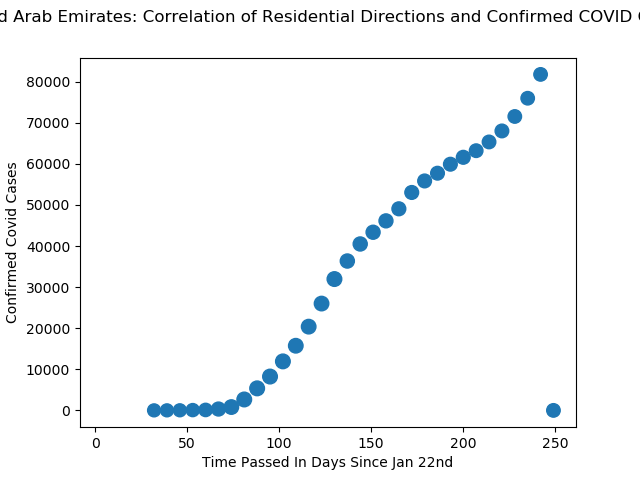 Arab Emirates: Correlation of Residential Directions and Confirmed COVID
80000
70000
60000
50000
40000
30000
20000
10000
0
Confirmed Covid Cases
0 50 100 150 200 250
Time Passed In Days Since Jan 22nd